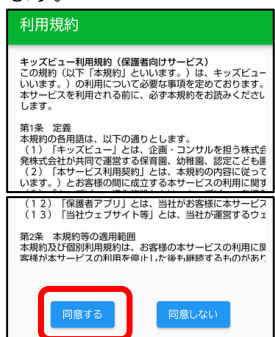 利用規約
キッズビュー利用規約（保護者向けサービス）
この規約（以下「本規約」といいます。）は、キッズビュー
いいます。）の利用について必要な事項を定めております。
本サービスを利用される前に、必ず本規約をお読みくださ
します。
第1条 定義
本規約の各用語は、以下の通りとします。
（１）「キッズビュー」とは、企画・コンサルを担う株式会
発株式会社が共同で運営する保育園、幼稚園、認定こども園
（２）「本サービス利用契約」とは、本規約の内容に従って
います。）とお客様の間に成立する本サービスの利用に関す
（１２）「保護者アプリ」とは、当社がお客様に本サービス
（１３）「当社ウェブサイト等」とは、当社が運営するウェ
第2条 本規約等の適用範囲
本規約及び個別利用規約は、お客様の本サービスの利用に関
客様が本サービスの利用を停止した後も継続するものがあり
同意する
同意しない